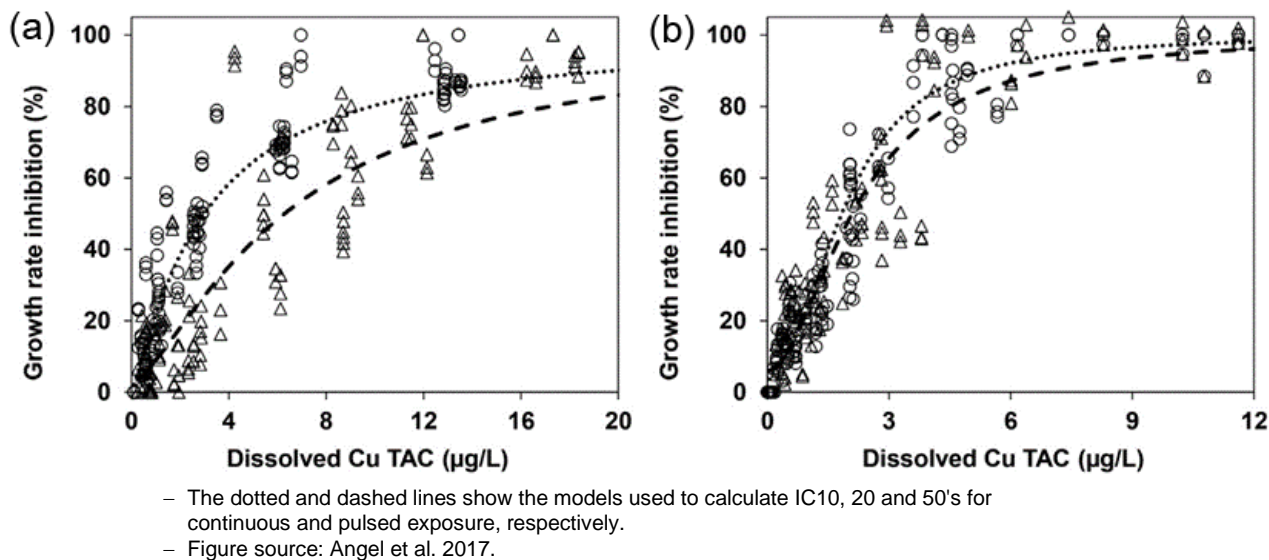 (a)
100
80
60
40
20
0
Growth rate inhibition (%)
0 4 8 12 16 20
Dissolved Cu TAC (µg/L)
(b)
100
80
60
40
20
0
Growth rate inhibition (%)
0 3 6 9 12
Dissolved Cu TAC (µg/L)
– The dotted and dashed lines show the models used to calculate IC10, 20 and 50's for
continuous and pulsed exposure, respectively.
– Figure source: Angel et al. 2017.